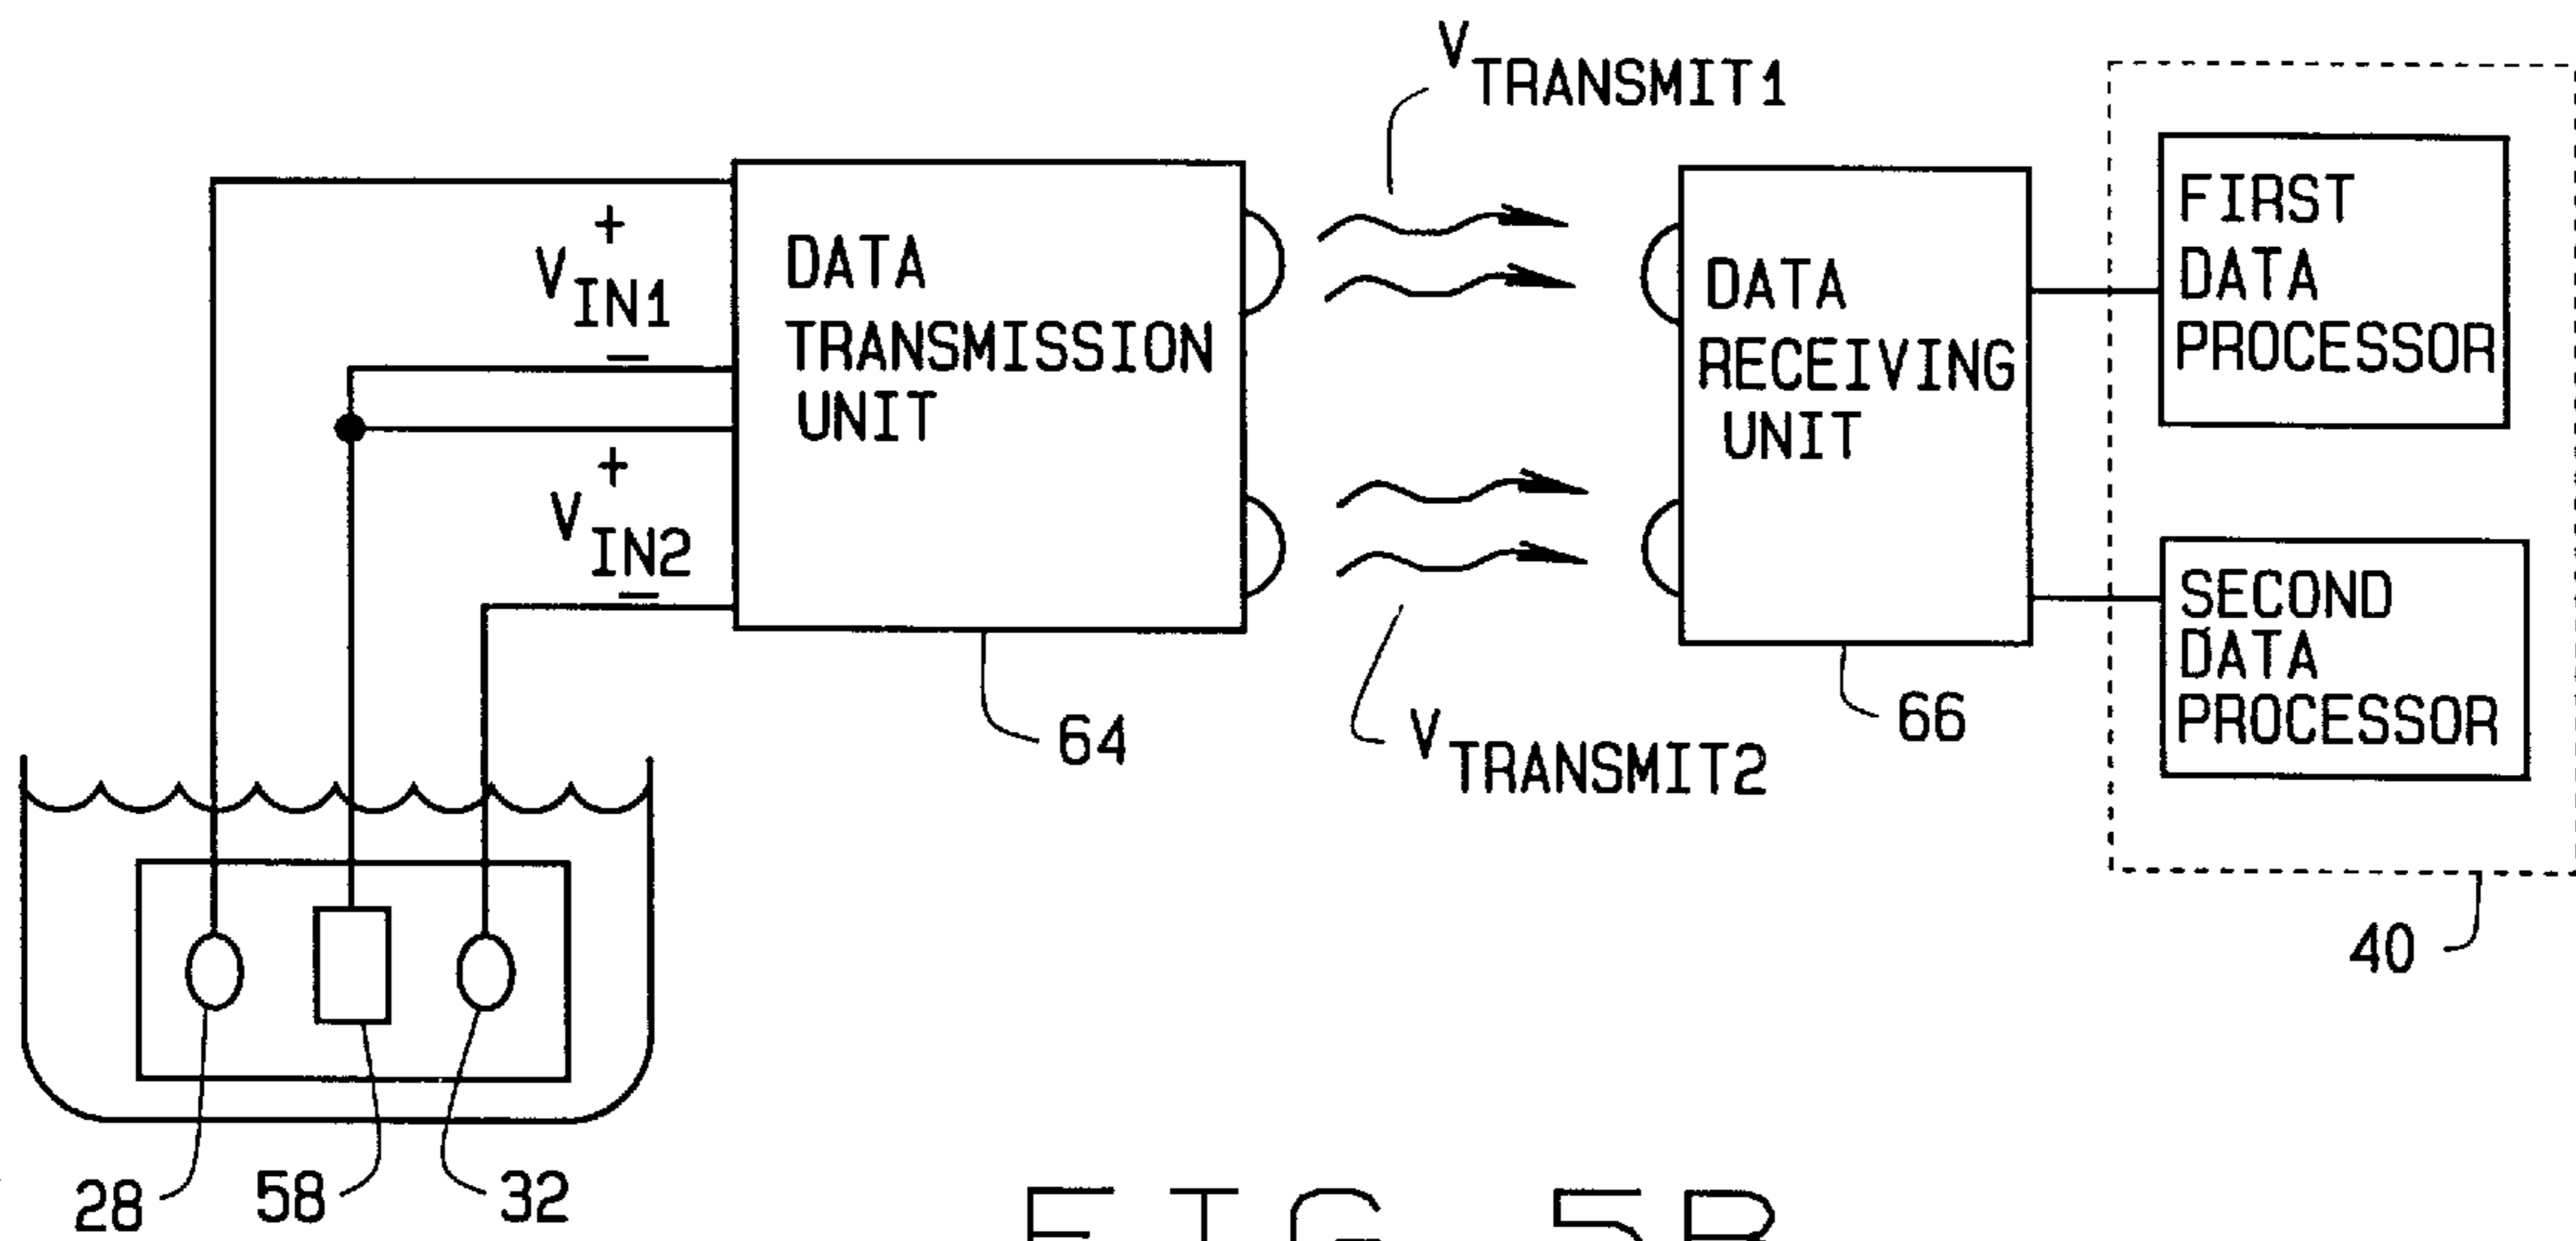 V TRANSMIT1
+
V IN1
−
+
V IN2
−
DATA
TRANSMISSION
UNIT
64
V TRANSMIT2
DATA
RECEIVING
UNIT
66
FIRST
DATA
PROCESSOR
SECOND
DATA
PROCESSOR
40
28
58
32